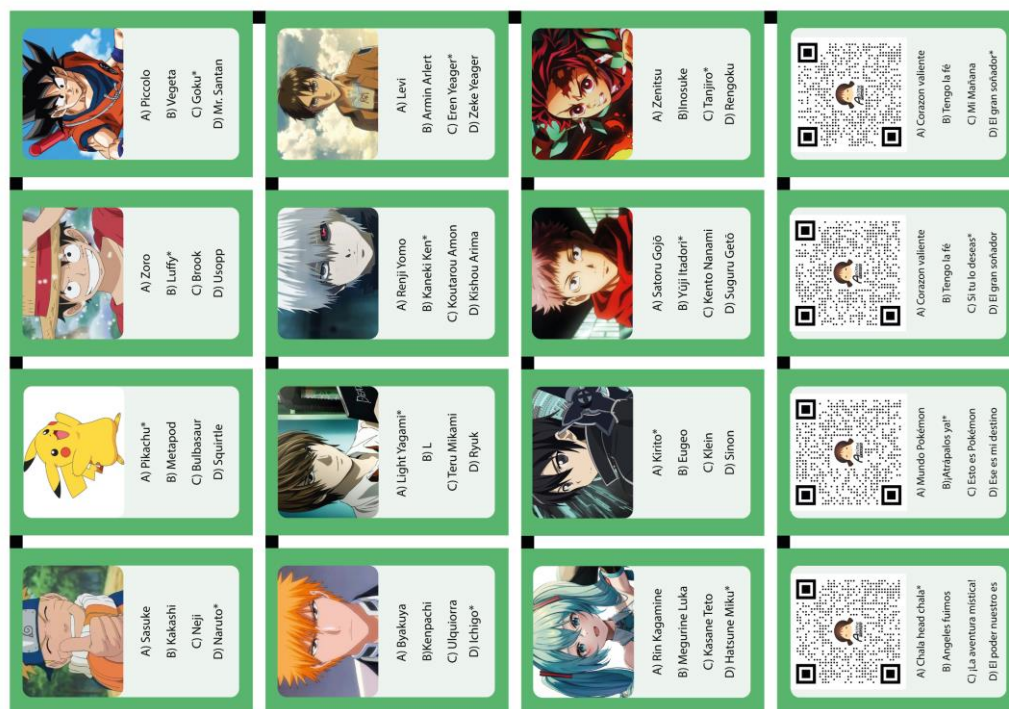 A) Sasuke
B) Kakashi
C) Neji
D) Naruto*
A) Pikachu*
B) Metapod
C) Bulbasaur
D) Squirtle
A) Zoro
B) Luffy*
C) Brook
D) Usopp
A) Piccolo
B) Vegeta
C) Goku*
D) Mr. Santan
A) Byakuya
B)Kenpachi
C) Ulquiorra
D) Ichigo*
A) Light Yagami*
B) L
C) Teru Mikami
D) Ryuk
A) Renji Yomo
B) Kaneki Ken*
C) Koutarou Amon
D) Kishou Arima
A) Levi
B) Armin Arlert
C) Eren Yeager*
D) Zeke Yeager
A) Rin Kagamine
B) Megurine Luka
C) Kasane Teto
D) Hatsune Miku*
A) Kirito*
B) Eugeo
C) Klein
D) Sinon
A) Satoru Gojō
B) Yūji Itadori*
C) Kento Nanami
D) Suguru Getō
A) Zenitsu
B)Inosuke
C) Tanjiro*
D) Rengoku
A) Chala head chala*
B) Angeles fuimos
C) ¡La aventura mística!
D) El poder nuestro es
A) Mundo Pokémon
B)¡Atrápalos ya!*
C) Esto es Pokémon
D) Ese es mi destino
A) Corazon valiente
B) Tengo la fé
C) Si tu lo deseas*
D) El gran soñador
A) Corazon valiente
B) Tengo la fé
C) Mi Mañana
D) El gran soñador*